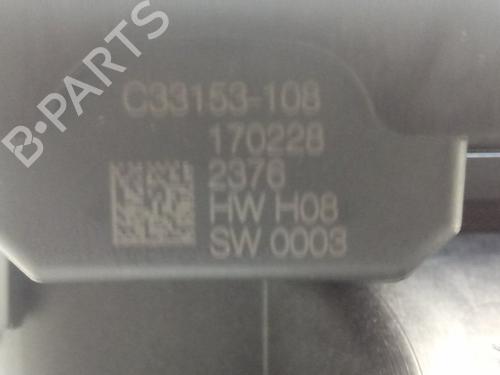 B-PARTS
C33153-108
170228
2376
HW H08
SW 0003